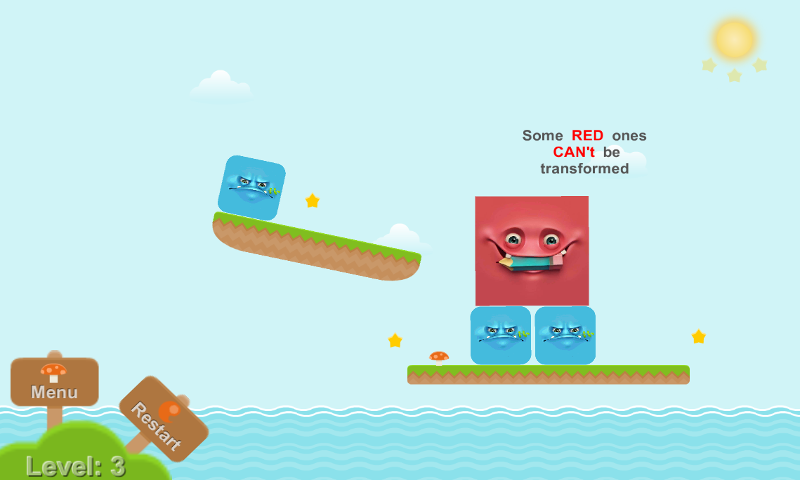 Some RED ones
CAN't be
transformed
Menu
Restart
Level: 3